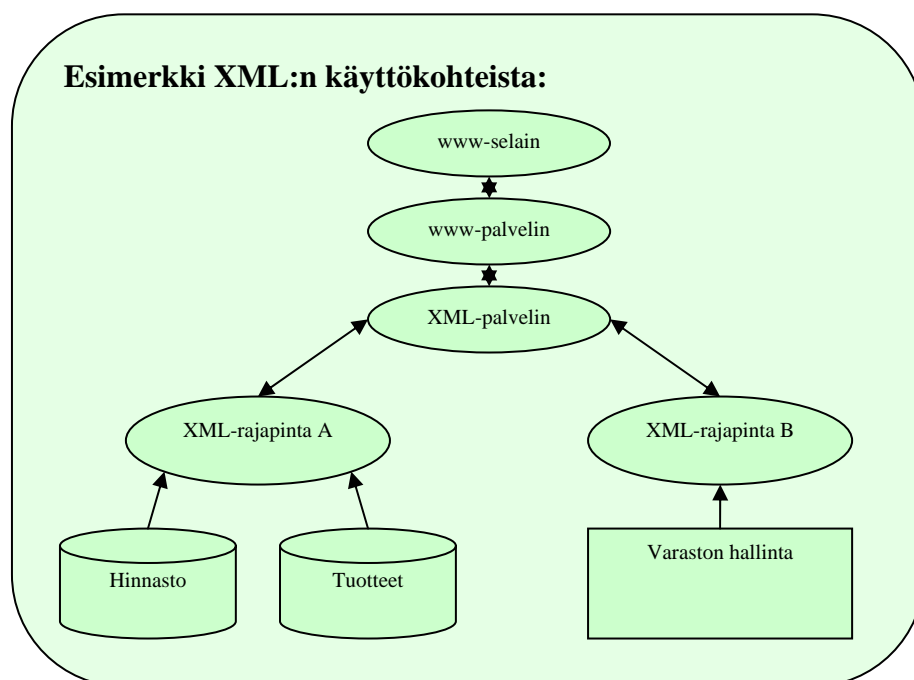 Esimerkki XML:n käyttökohteista:
www-selain
www-palvelin
XML-palvelin
XML-rajapinta A
XML-rajapinta B
Hinnasto
Tuotteet
Varaston hallinta